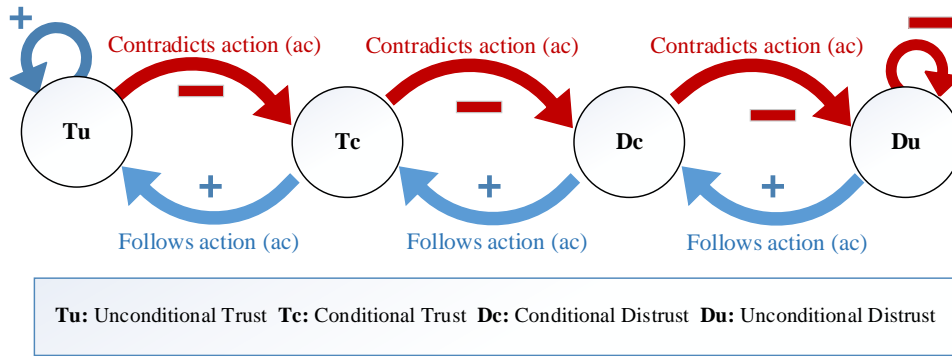 +
Contradicts action (ac) Contradicts action (ac) Contradicts action (ac)
Tu Tc Dc Du
+ + +
Follows action (ac) Follows action (ac) Follows action (ac)
Tu: Unconditional Trust Tc: Conditional Trust Dc: Conditional Distrust Du: Unconditional Distrust